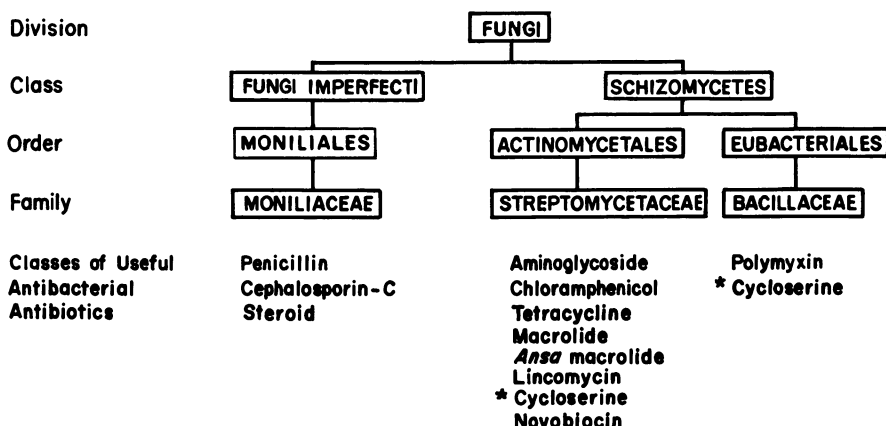 Division FUNGI
Class FUNGI IMPERFECTI SCHIZOMYCETES
Order MONILIALES ACTINOMYCETALES EUBACTERIALES
Family MONILIACEAE STREPTOMYCETACEAE BACILLACEAE
Classes of Useful Penicillin Aminoglycoside Polymyxin
Antibacterial Cephalosporin-C Chloramphenicol * Cycloserine
Antibiotics Steroid Tetracycline
Macrolide
Ansa macrolide
Lincomycin
* Cycloserine
Novobiocin